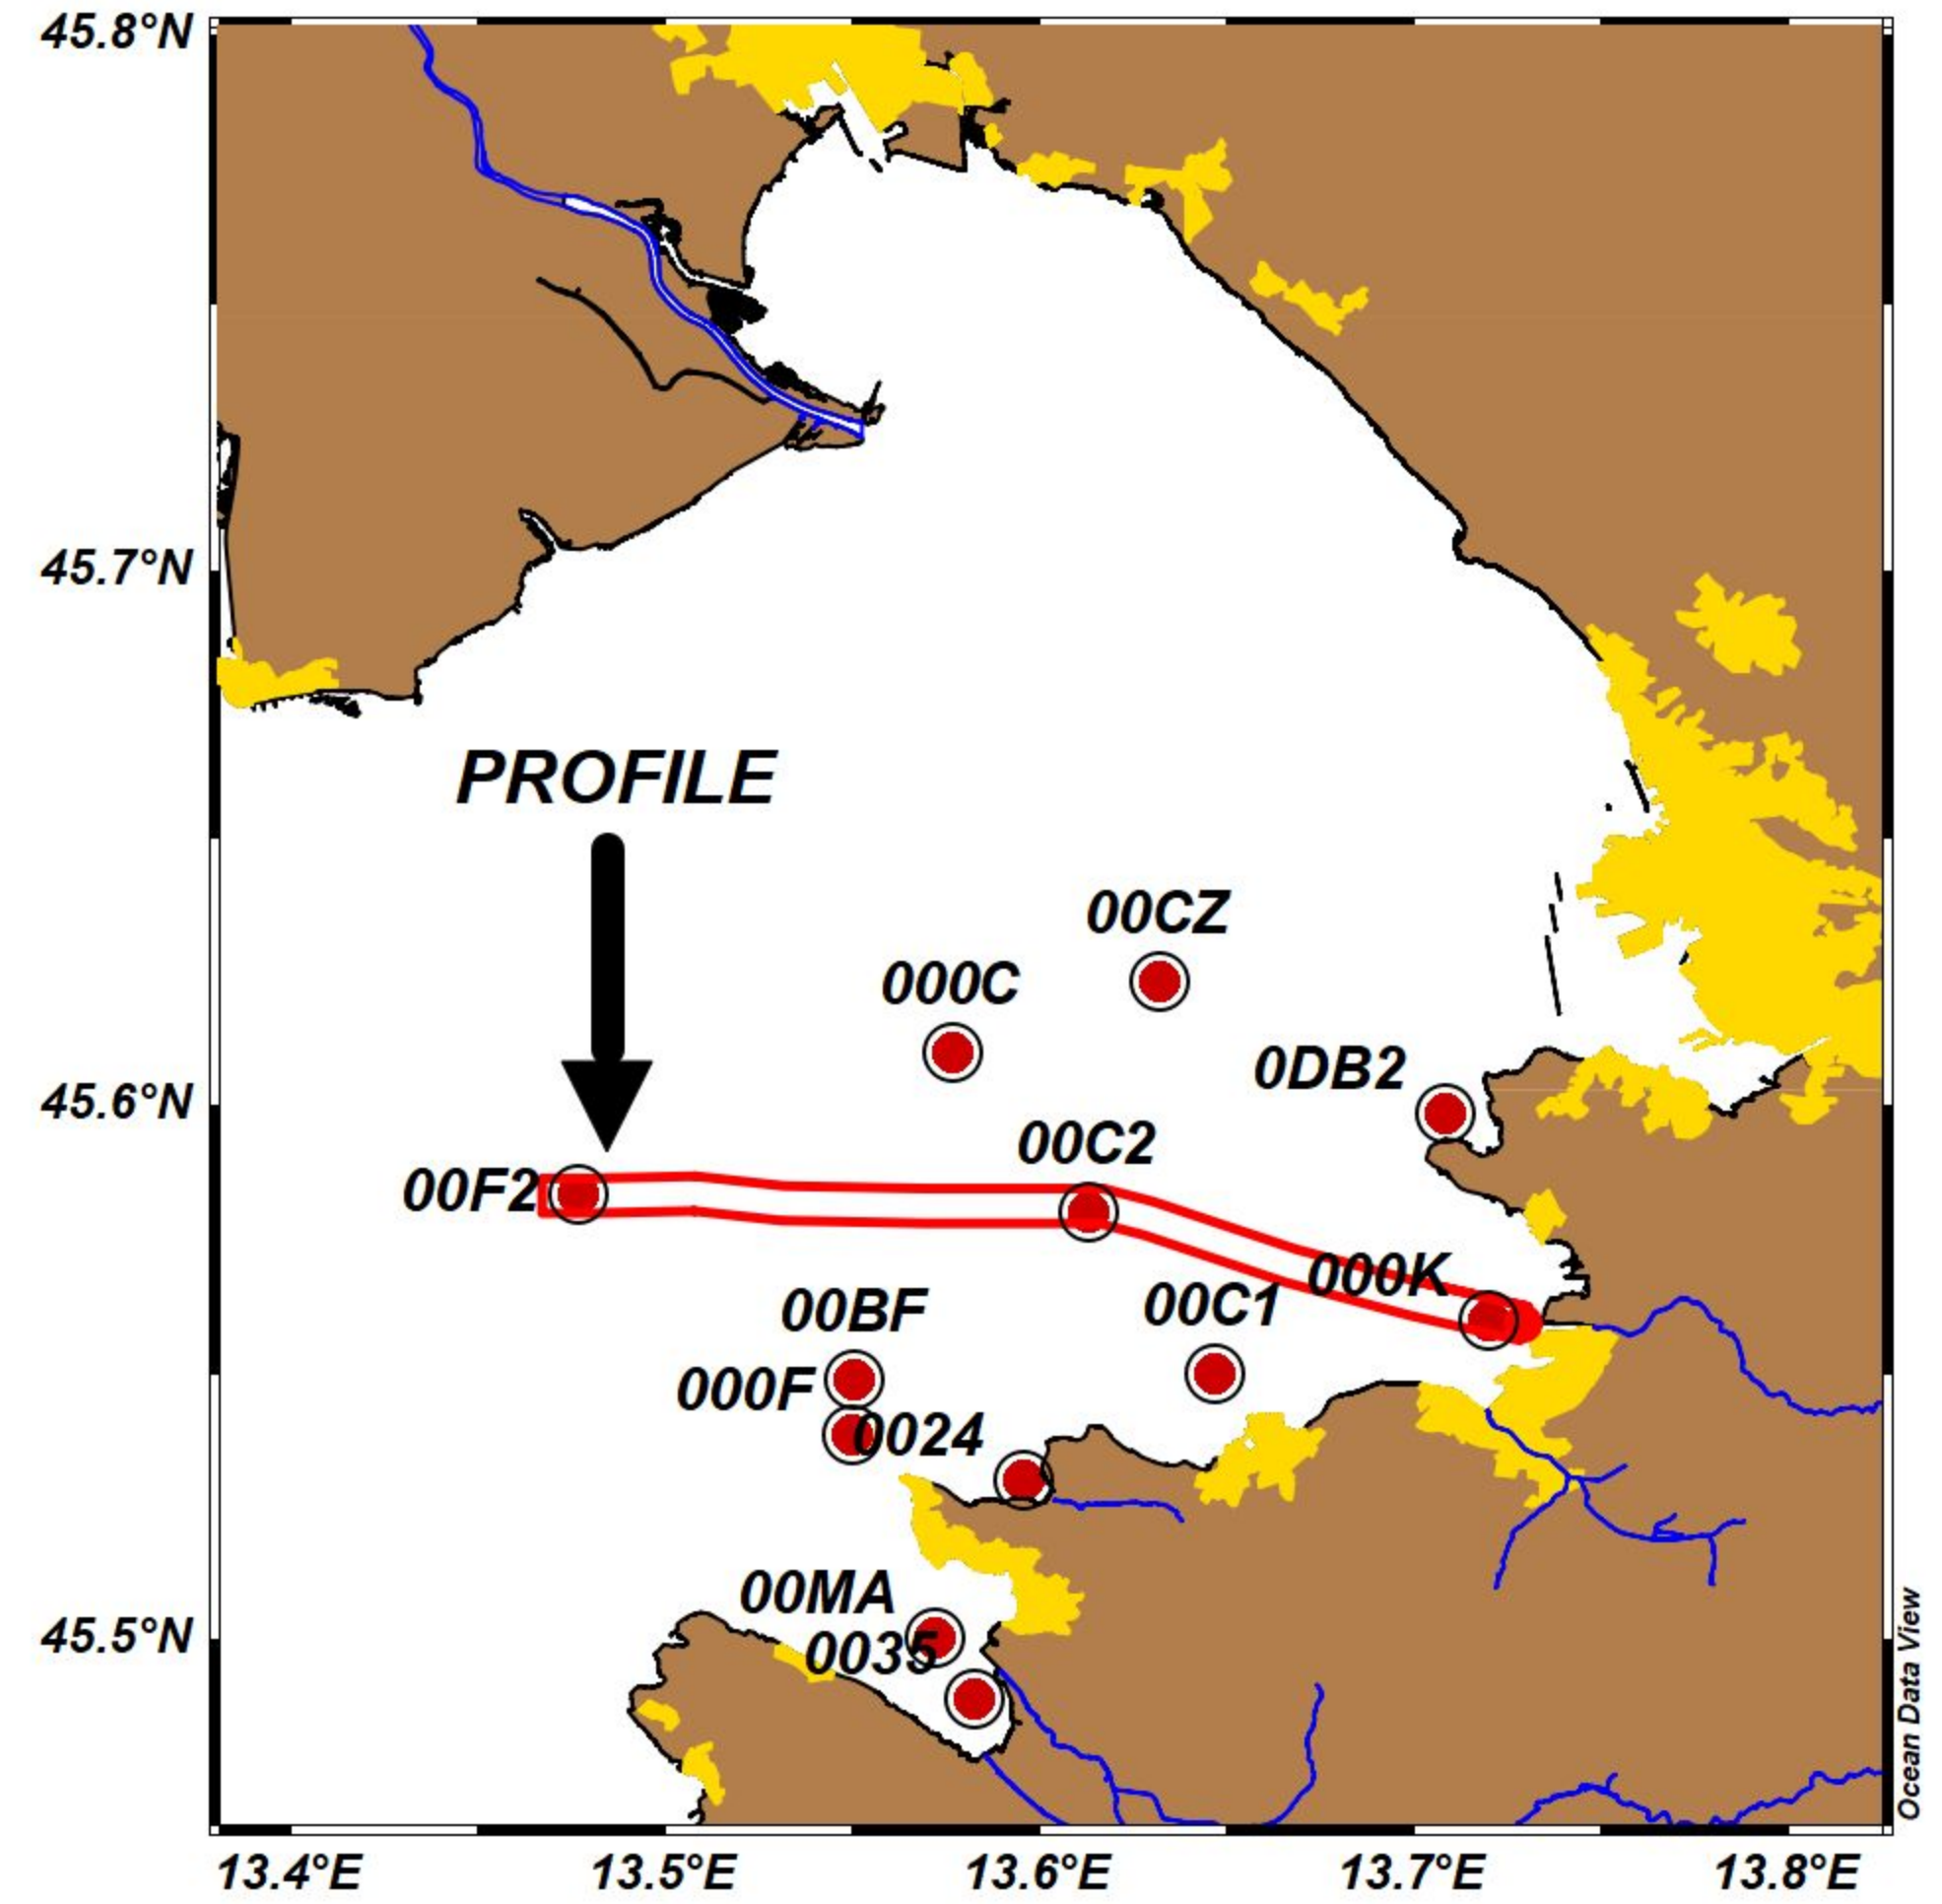 45.8°N
45.7°N
PROFILE
00CZ
000C
0DB2
45.6°N
00C2
00F2
000K
00C1
00BF
000F
0024
00MA
45.5°N
0035
Ocean Data View
13.4°E 13.5°E 13.6°E 13.7°E 13.8°E